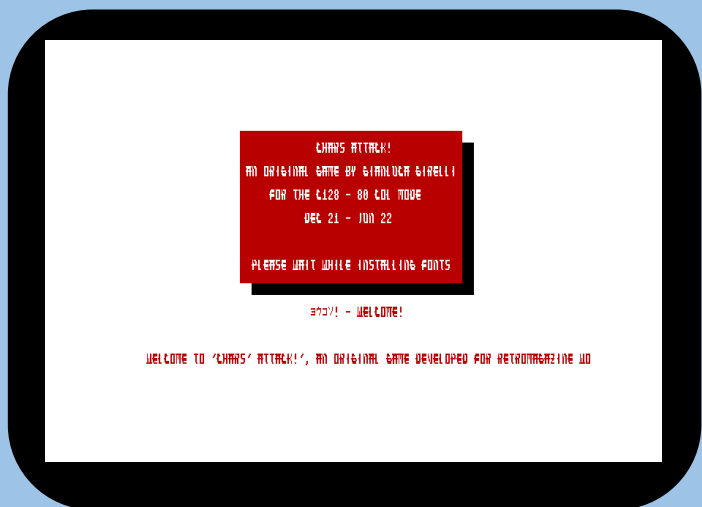 CHARS ATTACK!
AN ORIGINAL GAME BY GIANLUCA GIRELLI
FOR THE C128 - 80 COL MODE
DEC 21 - JUN 22
PLEASE WAIT WHILE INSTALLING FONTS
ヨウコソ! - WELCOME!
WELCOME TO 'CHARS' ATTACK!', AN ORIGINAL GAME DEVELOPED FOR RETROMAGAZINE WO